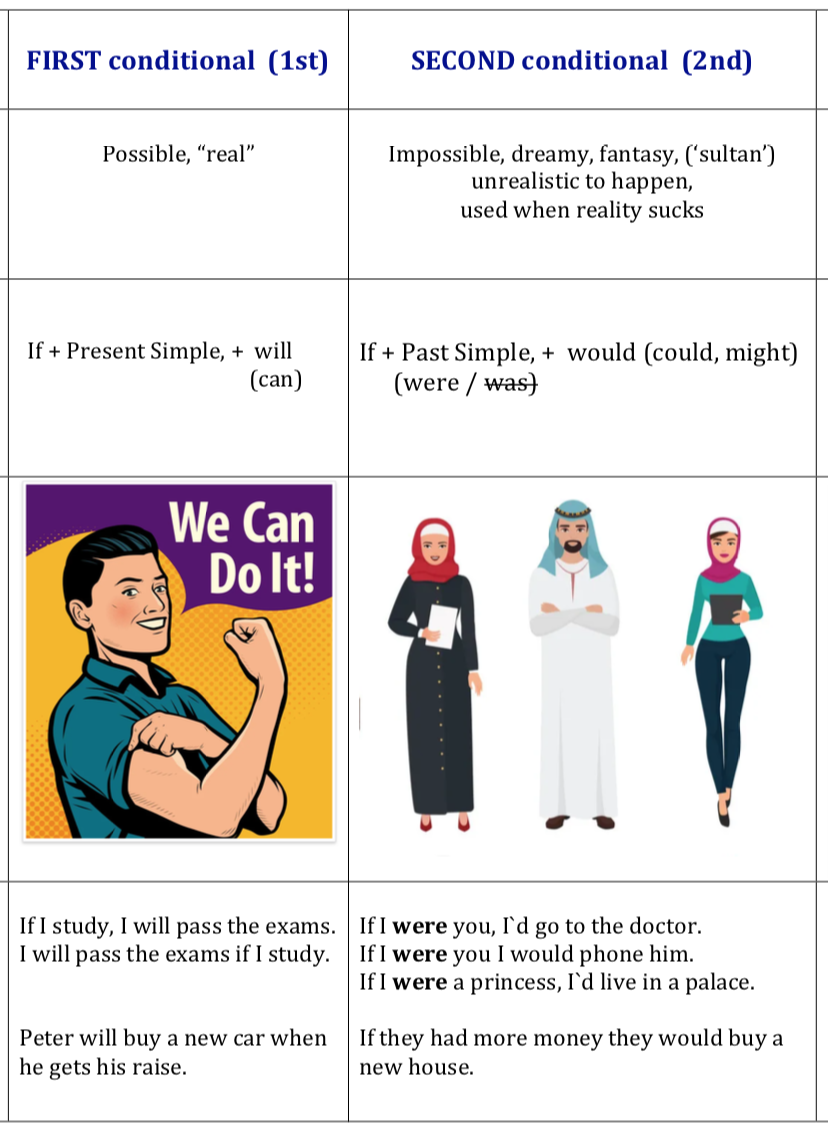 FIRST conditional (1st)
SECOND conditional (2nd)
Possible, “real”
Impossible, dreamy, fantasy, (‘sultan’)
unrealistic to happen,
used when reality sucks
If + Present Simple, + will
(can)
If + Past Simple, + would (could, might)
(were / was)
We Can
Do It!
If I study, I will pass the exams.
I will pass the exams if I study.
Peter will buy a new car when
he gets his raise.
If I were you, I`d go to the doctor.
If I were you I would phone him.
If I were a princess, I`d live in a palace.
If they had more money they would buy a
new house.